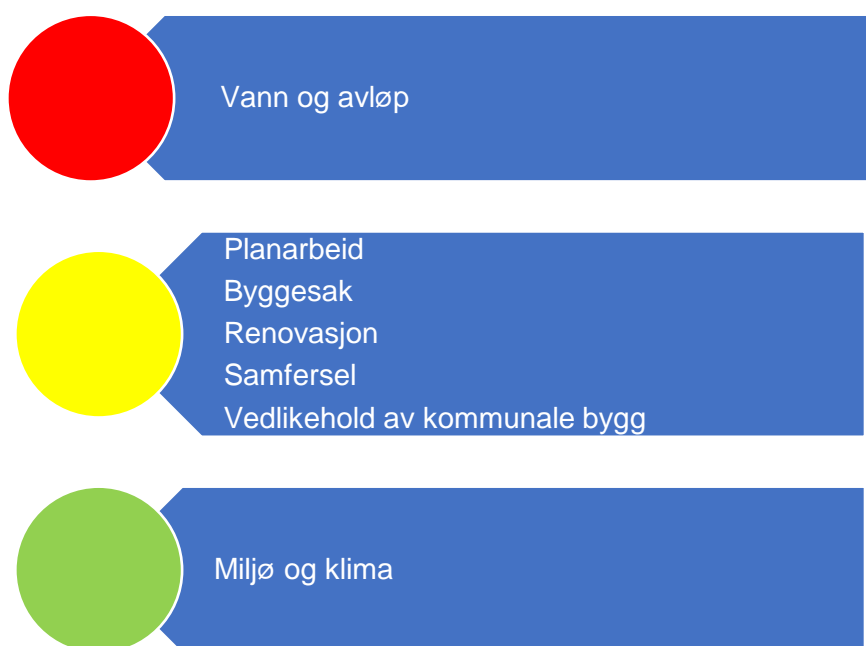 Vann og avløp
Planarbeid
Byggesak
Renovasjon
Samfersel
Vedlikehold av kommunale bygg
Miljø og klima